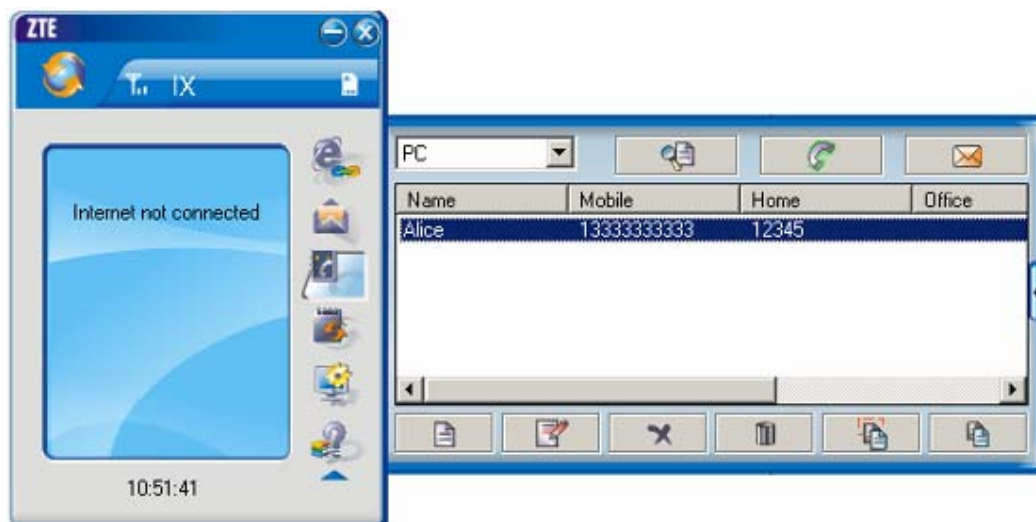 ZTE
IX
Internet not connected
10:51:41
PC
Name Mobile Home Office
Alice 13333333333 12345